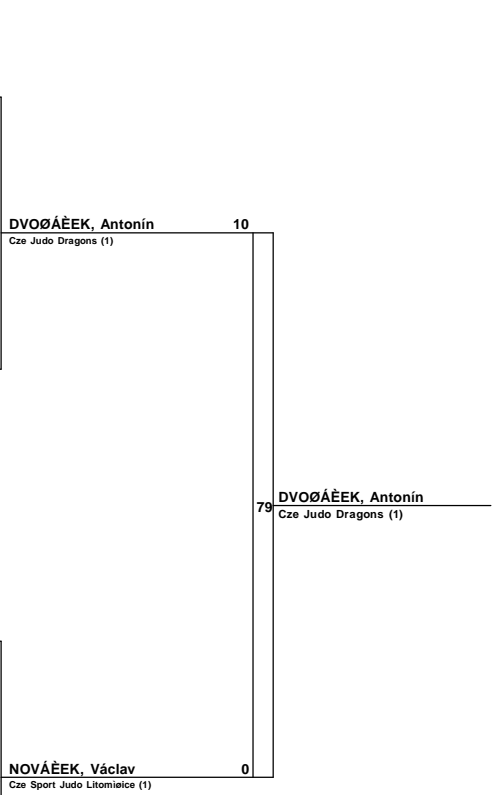 DVOØÁÈEK, Antonín 10
Cze Judo Dragons (1)
79 DVOØÁÈEK, Antonín
Cze Judo Dragons (1)
NOVÁÈEK, Václav 0
Cze Sport Judo Litomìøice (1)